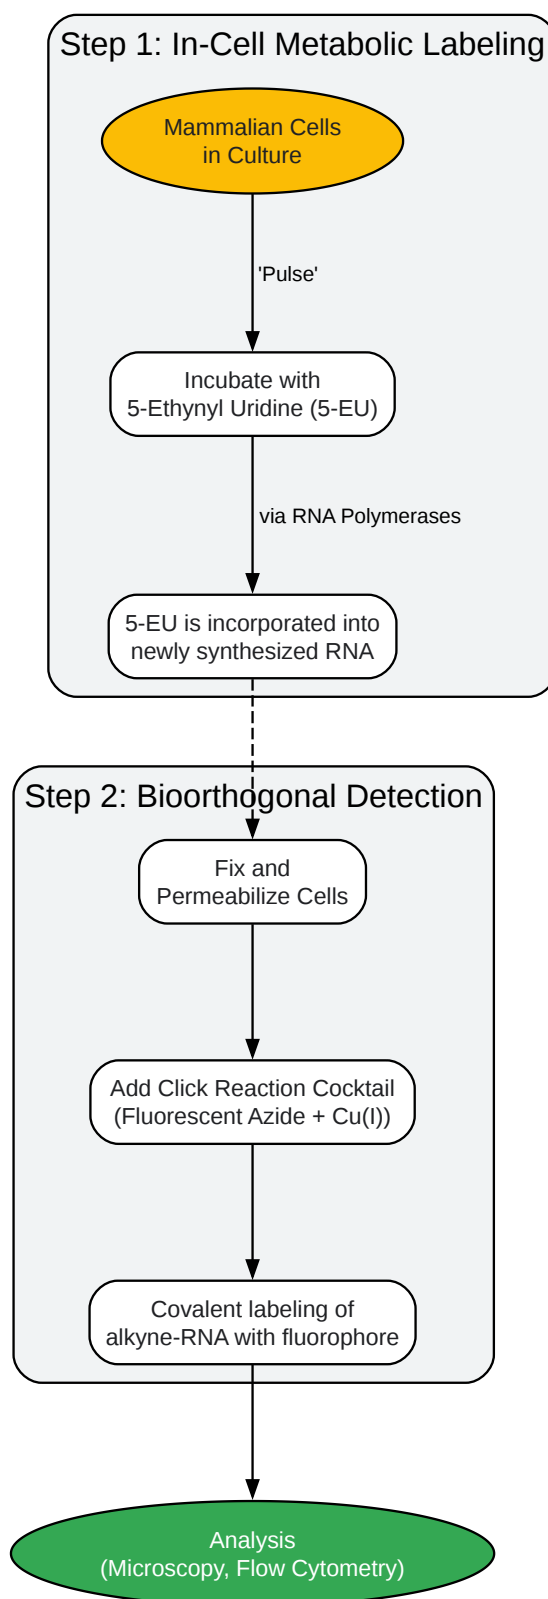 Step 1: In-Cell Metabolic Labeling
Mammalian Cells
in Culture
'Pulse'
Incubate with
5-Ethynyl Uridine (5-EU)
via RNA Polymerases
5-EU is incorporated into
newly synthesized RNA
Step 2: Bioorthogonal Detection
Fix and
Permeabilize Cells
Add Click Reaction Cocktail
(Fluorescent Azide + Cu(I))
Covalent labeling of
alkyne-RNA with fluorophore
Analysis
(Microscopy, Flow Cytometry)